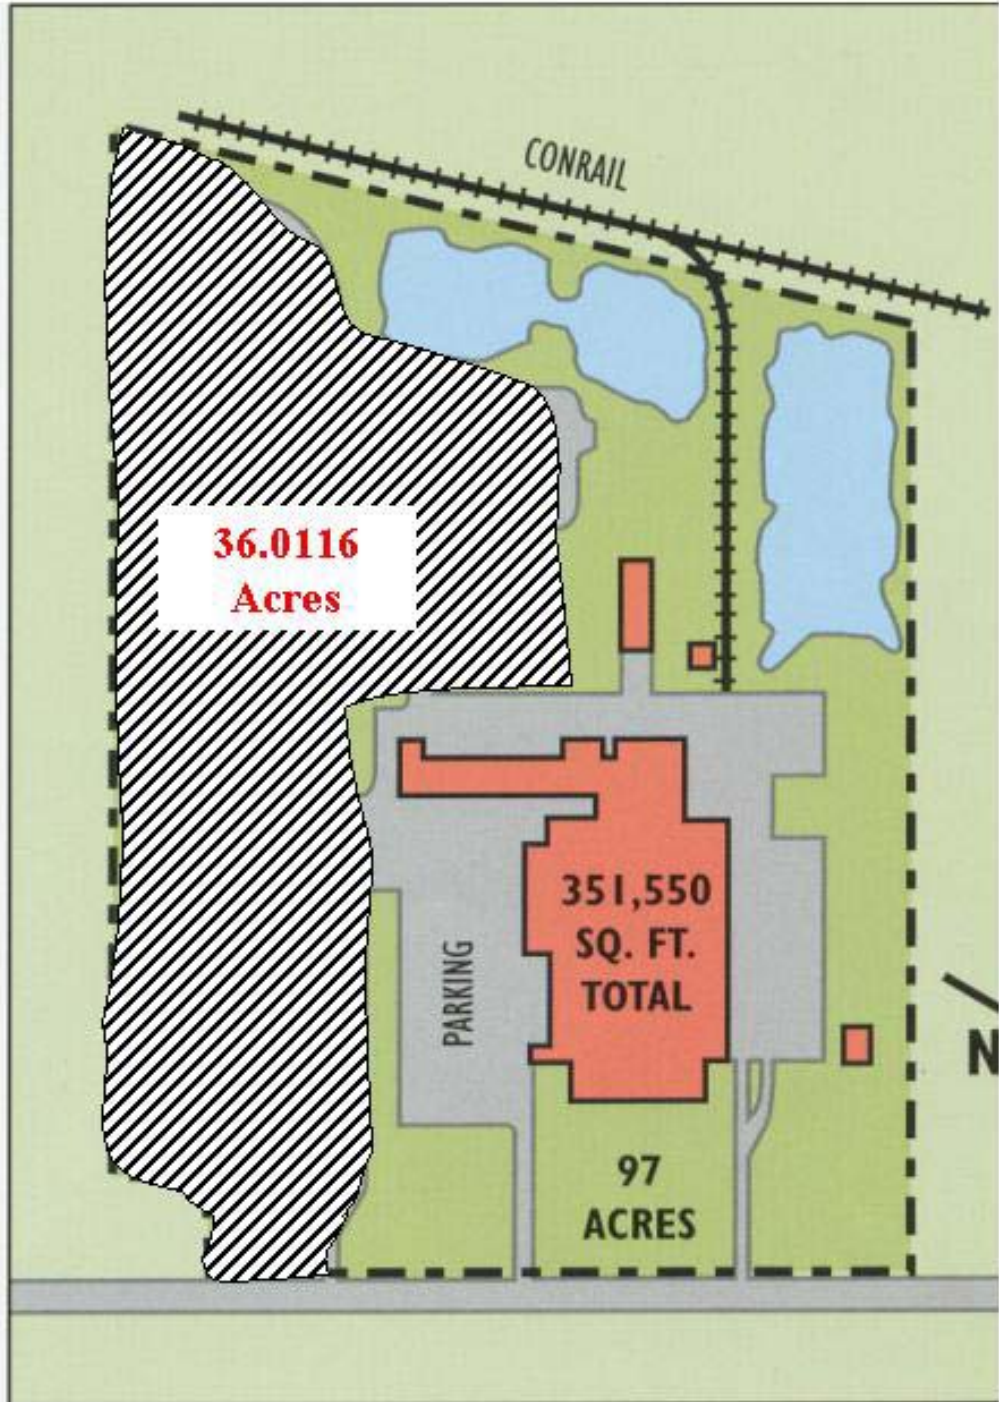 CONRAIL
36.0116
Acres
351,550
SQ. FT.
TOTAL
PARKING
N
97
ACRES